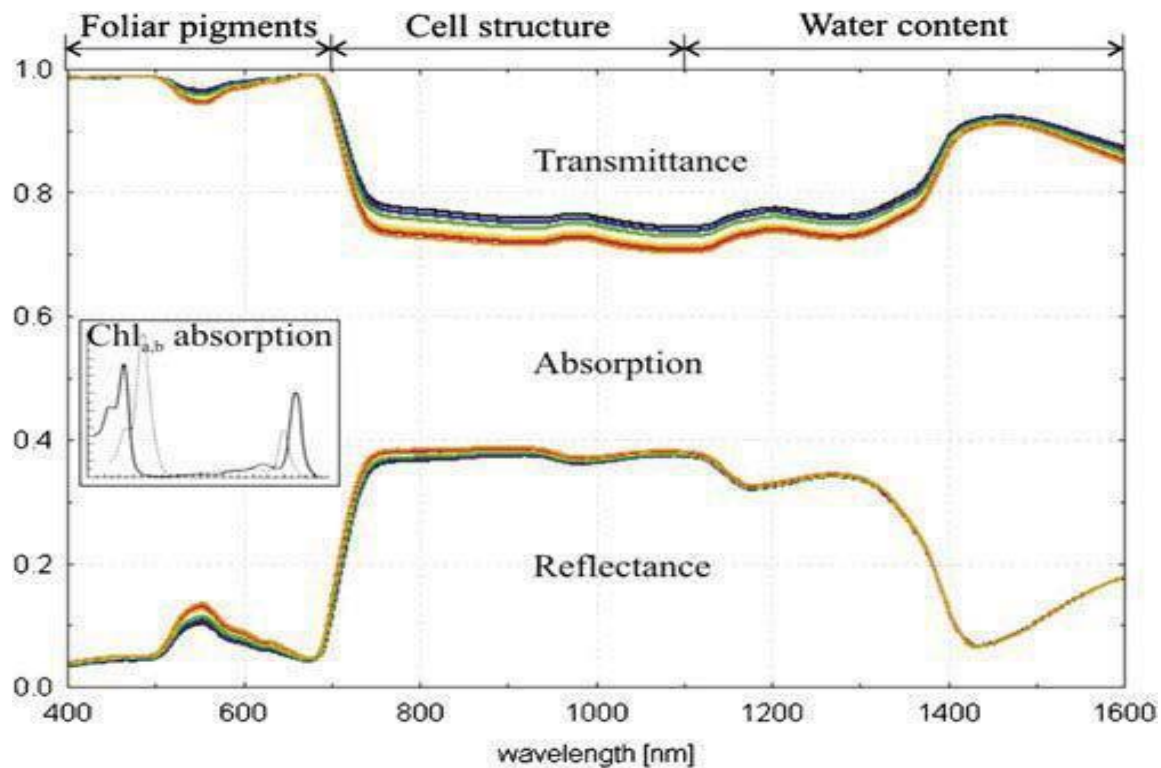 Foliar pigments Cell structure Water content
1.0
Transmittance
0.8
0.6
Chla,b absorption
Absorption
0.4
0.2
Reflectance
0.0
400 600 800 1000 1200 1400 1600
wavelength [nm]